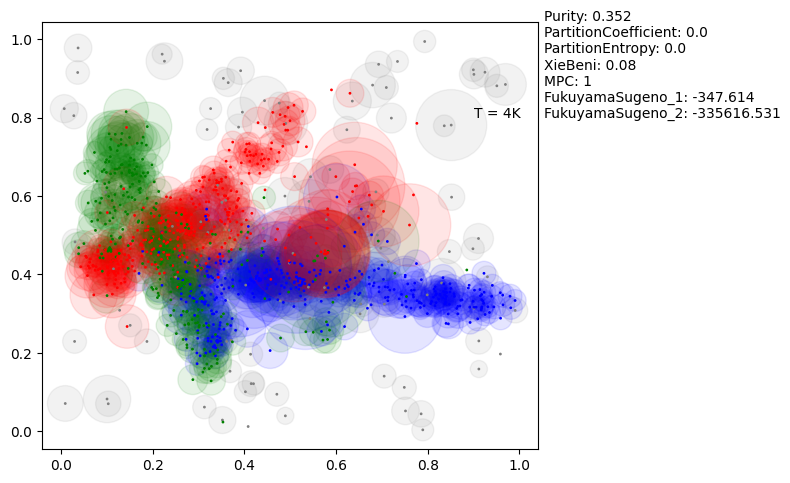 Purity: 0.352
PartitionCoefficient: 0.0
PartitionEntropy: 0.0
XieBeni: 0.08
MPC: 1
FukuyamaSugeno_1: -347.614
FukuyamaSugeno_2: -335616.531
T = 4K
1.0
0.8
0.6
0.4
0.2
0.0
0.0 0.2 0.4 0.6 0.8 1.0